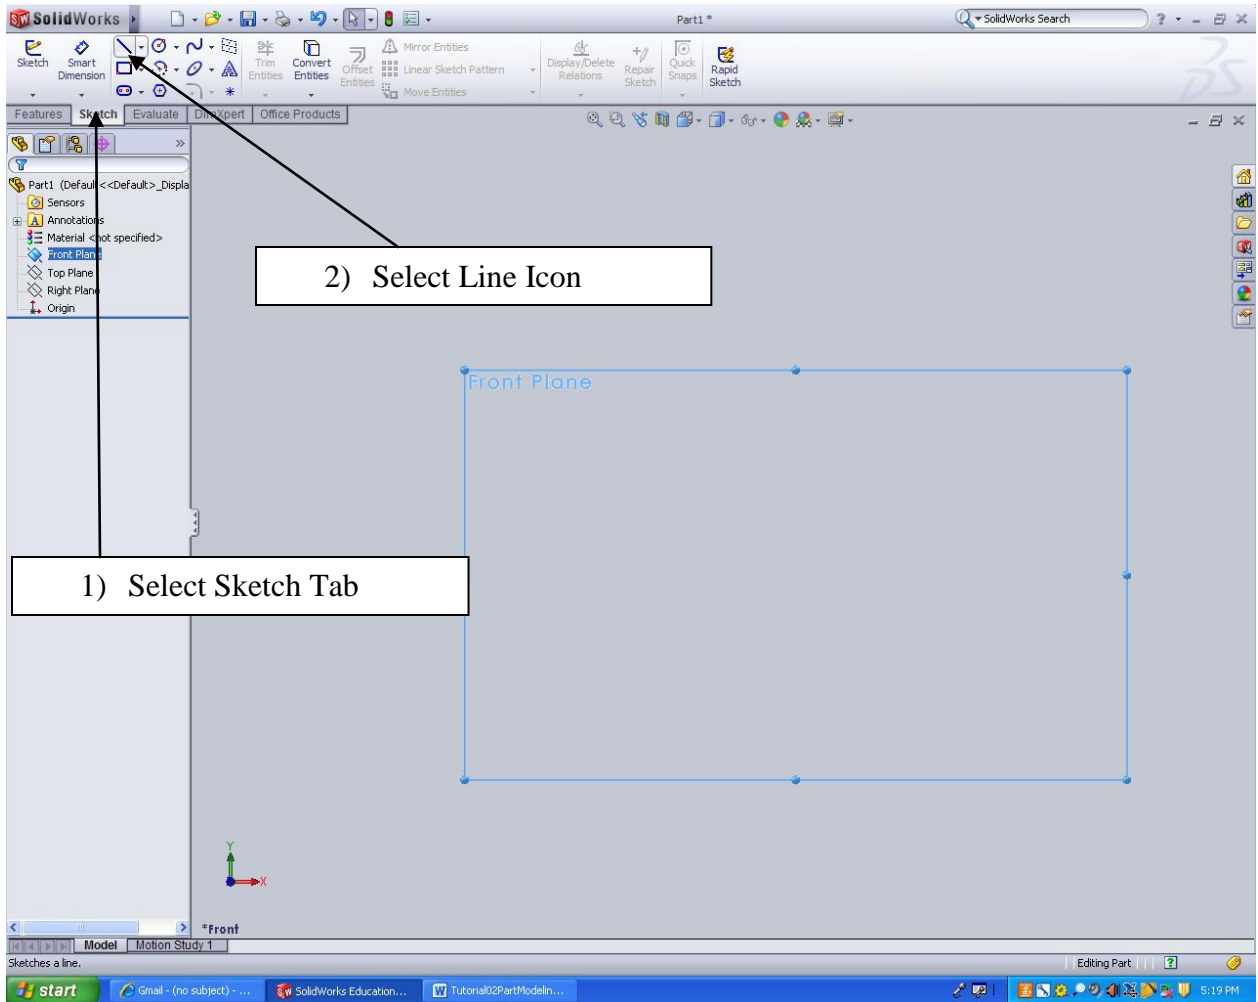 SolidWorks
Part1 *
SolidWorks Search
Sketch
Smart Dimension
Trim Entities
Convert Entities
Offset Entities
Mirror Entities
Linear Sketch Pattern
Move Entities
Display/Delete Relations
Repair Sketch
Quick Snaps
Rapid Sketch
Features Sketch Evaluate DimXpert Office Products
Part1 (Default<<Default>_Displa
Sensors
Annotations
Material <not specified>
Front Plane
Top Plane
Right Plane
Origin
2) Select Line Icon
Front Plane
1) Select Sketch Tab
Y
X
*Front
Model Motion Study 1
Sketches a line.
Editing Part
start
Gmail - (no subject) - ...
SolidWorks Education...
Tutorial02PartModelin...
5:19 PM